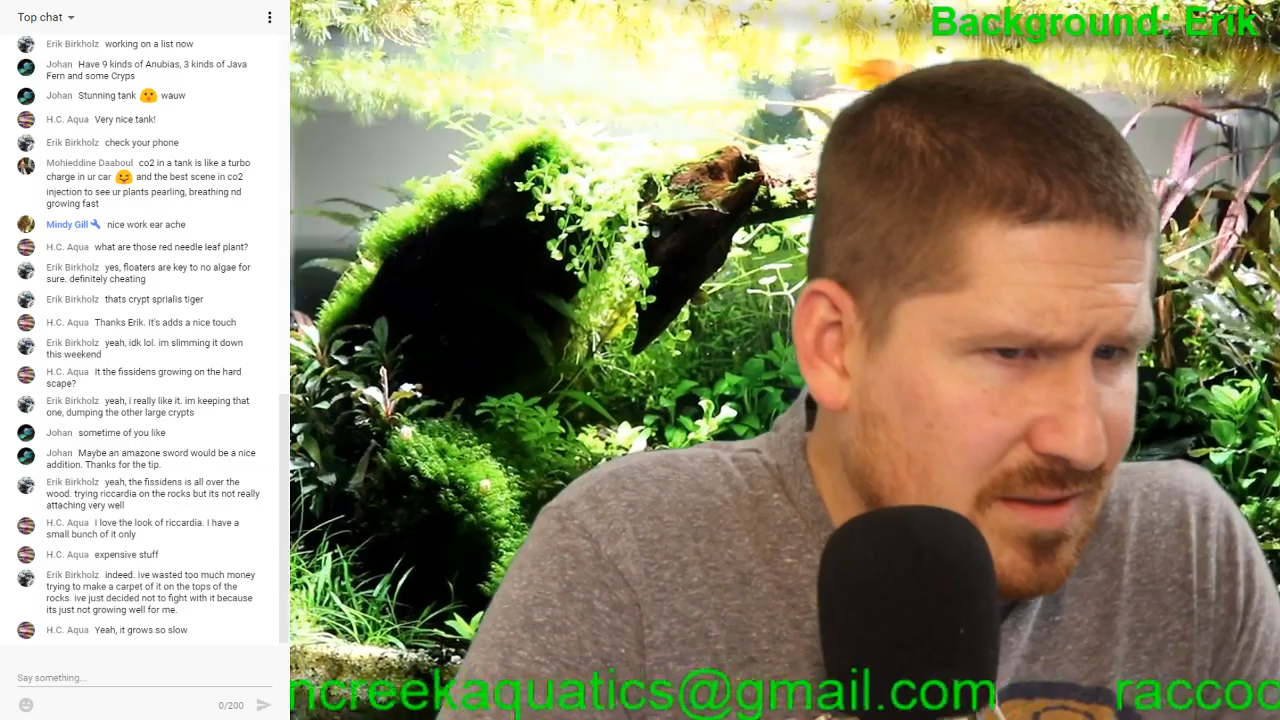 Top chat
Erik Birkholz working on a list now
Johan Have 9 kinds of Anubias, 3 kinds of Java
Fern and some Cryps
Johan Stunning tank 😮 wauw
H.C. Aqua Very nice tank!
Erik Birkholz check your phone
Mohieddine Daaboul co2 in a tank is like a turbo
charge in ur car 🤗 and the best scene in co2
injection to see ur plants pearling, breathing nd
growing fast
Mindy Gill nice work ear ache
H.C. Aqua what are those red needle leaf plant?
Erik Birkholz yes, floaters are key to no algae for
sure. definitely cheating
Erik Birkholz thats crypt sprialis tiger
H.C. Aqua Thanks Erik. It's adds a nice touch
Erik Birkholz yeah, idk lol. im slimming it down
this weekend
H.C. Aqua It the fissidens growing on the hard
scape?
Erik Birkholz yeah, i really like it. im keeping that
one, dumping the other large crypts
Johan sometime of you like
Johan Maybe an amazone sword would be a nice
addition. Thanks for the tip.
Erik Birkholz yeah, the fissidens is all over the
wood. trying riccardia on the rocks but its not really
attaching very well
H.C. Aqua I love the look of riccardia. I have a
small bunch of it only
H.C. Aqua expensive stuff
Erik Birkholz indeed. ive wasted too much money
trying to make a carpet of it on the tops of the
rocks. ive just decided not to fight with it because
its just not growing well for me.
H.C. Aqua Yeah, it grows so slow
Say something...
0/200
Background: Erik
ncreekaquatics@gmail.com raccoc